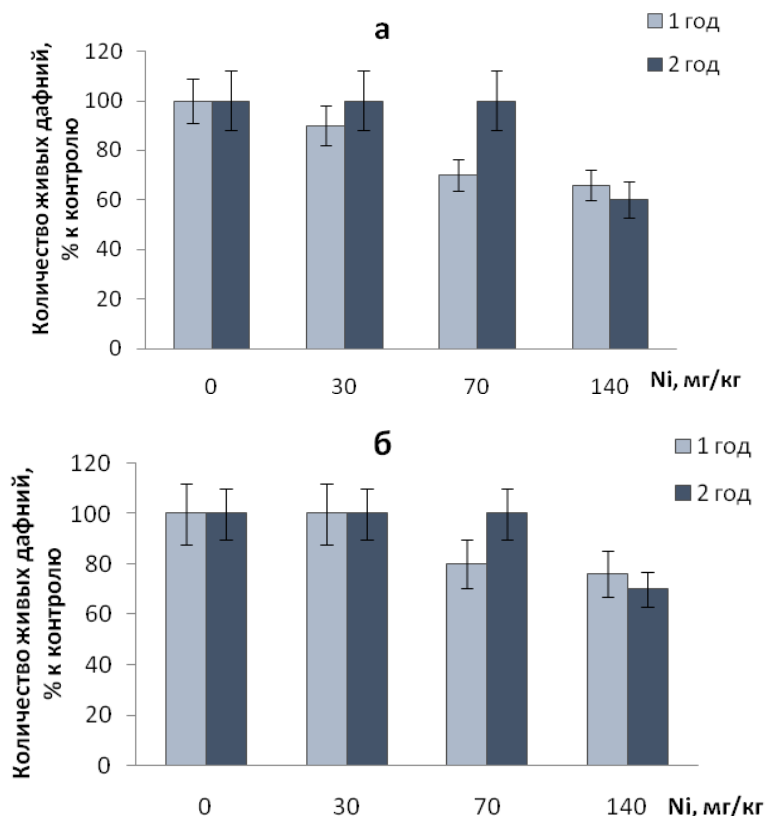 а
1 год
2 год
Количество живых дафний,
% к контролю
120
100
80
60
40
20
0
0 30 70 140 Ni, мг/кг
б
1 год
2 год
Количество живых дафний,
% к контролю
120
100
80
60
40
20
0
0 30 70 140 Ni, мг/кг